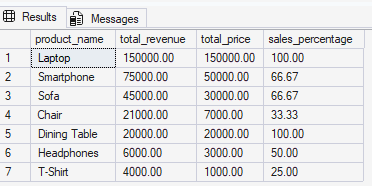 Results Messages
product_name total_revenue total_price sales_percentage
1 Laptop 150000.00 150000.00 100.00
2 Smartphone 75000.00 50000.00 66.67
3 Sofa 45000.00 30000.00 66.67
4 Chair 21000.00 7000.00 33.33
5 Dining Table 20000.00 20000.00 100.00
6 Headphones 6000.00 3000.00 50.00
7 T-Shirt 4000.00 1000.00 25.00